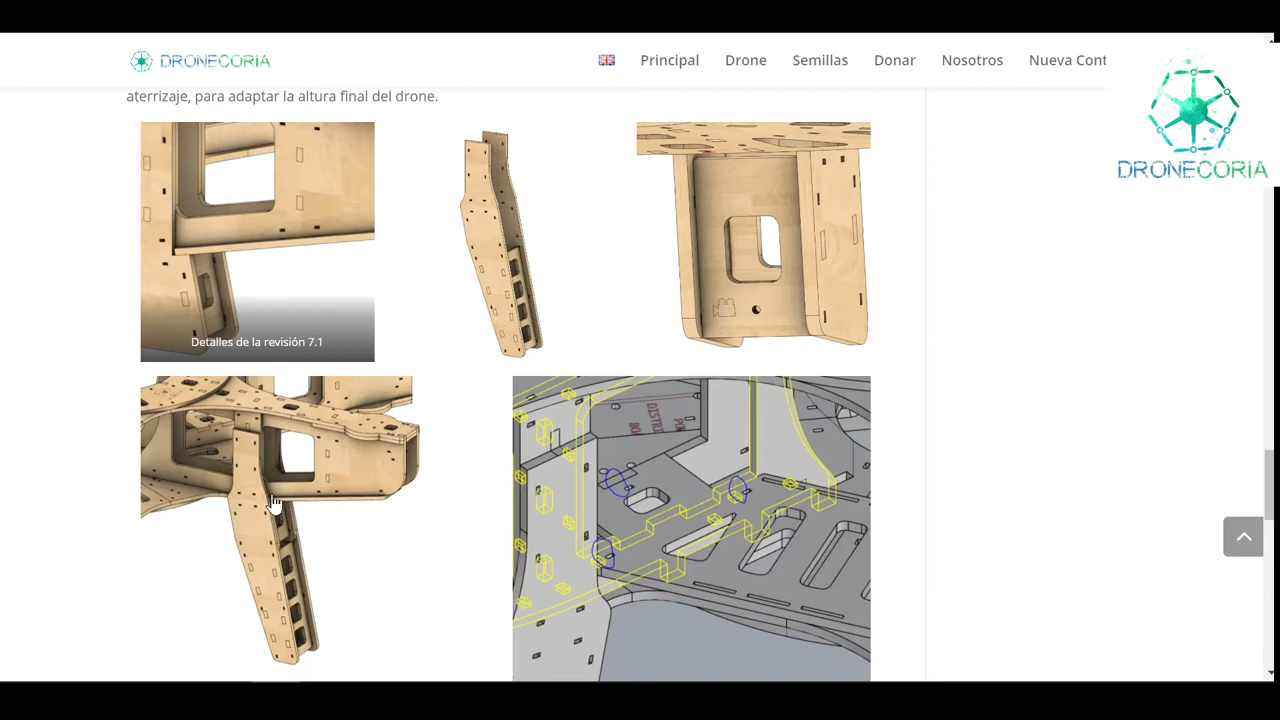 DRONECORIA
Principal
Drone
Semillas
Donar
Nosotros
Nueva Cont
DRONECORIA
aterrizaje, para adaptar la altura final del drone.
Detalles de la revisión 7.1